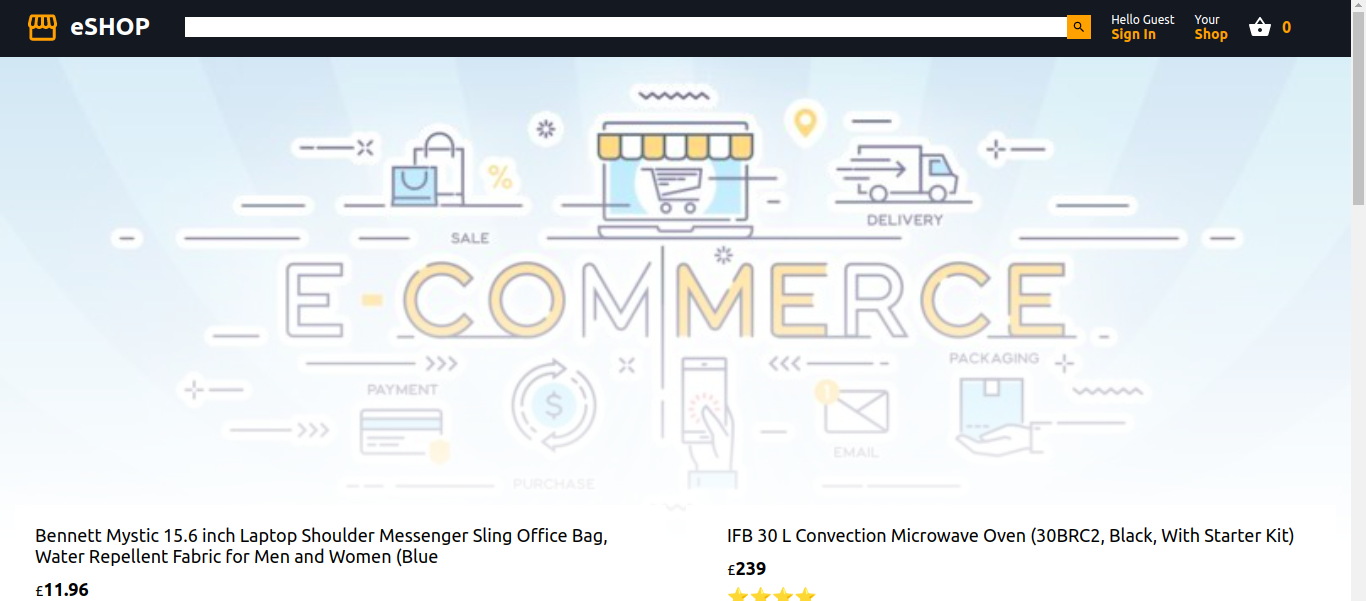 eSHOP
Hello Guest
Sign In
Your
Shop
0
%
SALE
DELIVERY
E-COMMERCE
PAYMENT
$
PURCHASE
1
EMAIL
PACKAGING
Bennett Mystic 15.6 inch Laptop Shoulder Messenger Sling Office Bag,
Water Repellent Fabric for Men and Women (Blue
£11.96
IFB 30 L Convection Microwave Oven (30BRC2, Black, With Starter Kit)
£239